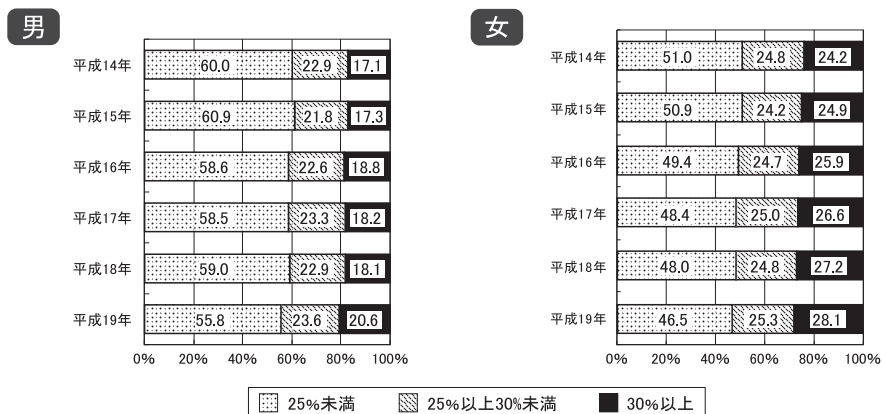 男
平成14年 60.0 22.9 17.1
平成15年 60.9 21.8 17.3
平成16年 58.6 22.6 18.8
平成17年 58.5 23.3 18.2
平成18年 59.0 22.9 18.1
平成19年 55.8 23.6 20.6
0% 20% 40% 60% 80% 100%
女
平成14年 51.0 24.8 24.2
平成15年 50.9 24.2 24.9
平成16年 49.4 24.7 25.9
平成17年 48.4 25.0 26.6
平成18年 48.0 24.8 27.2
平成19年 46.5 25.3 28.1
0% 20% 40% 60% 80% 100%
25%未満 25%以上30%未満 30%以上